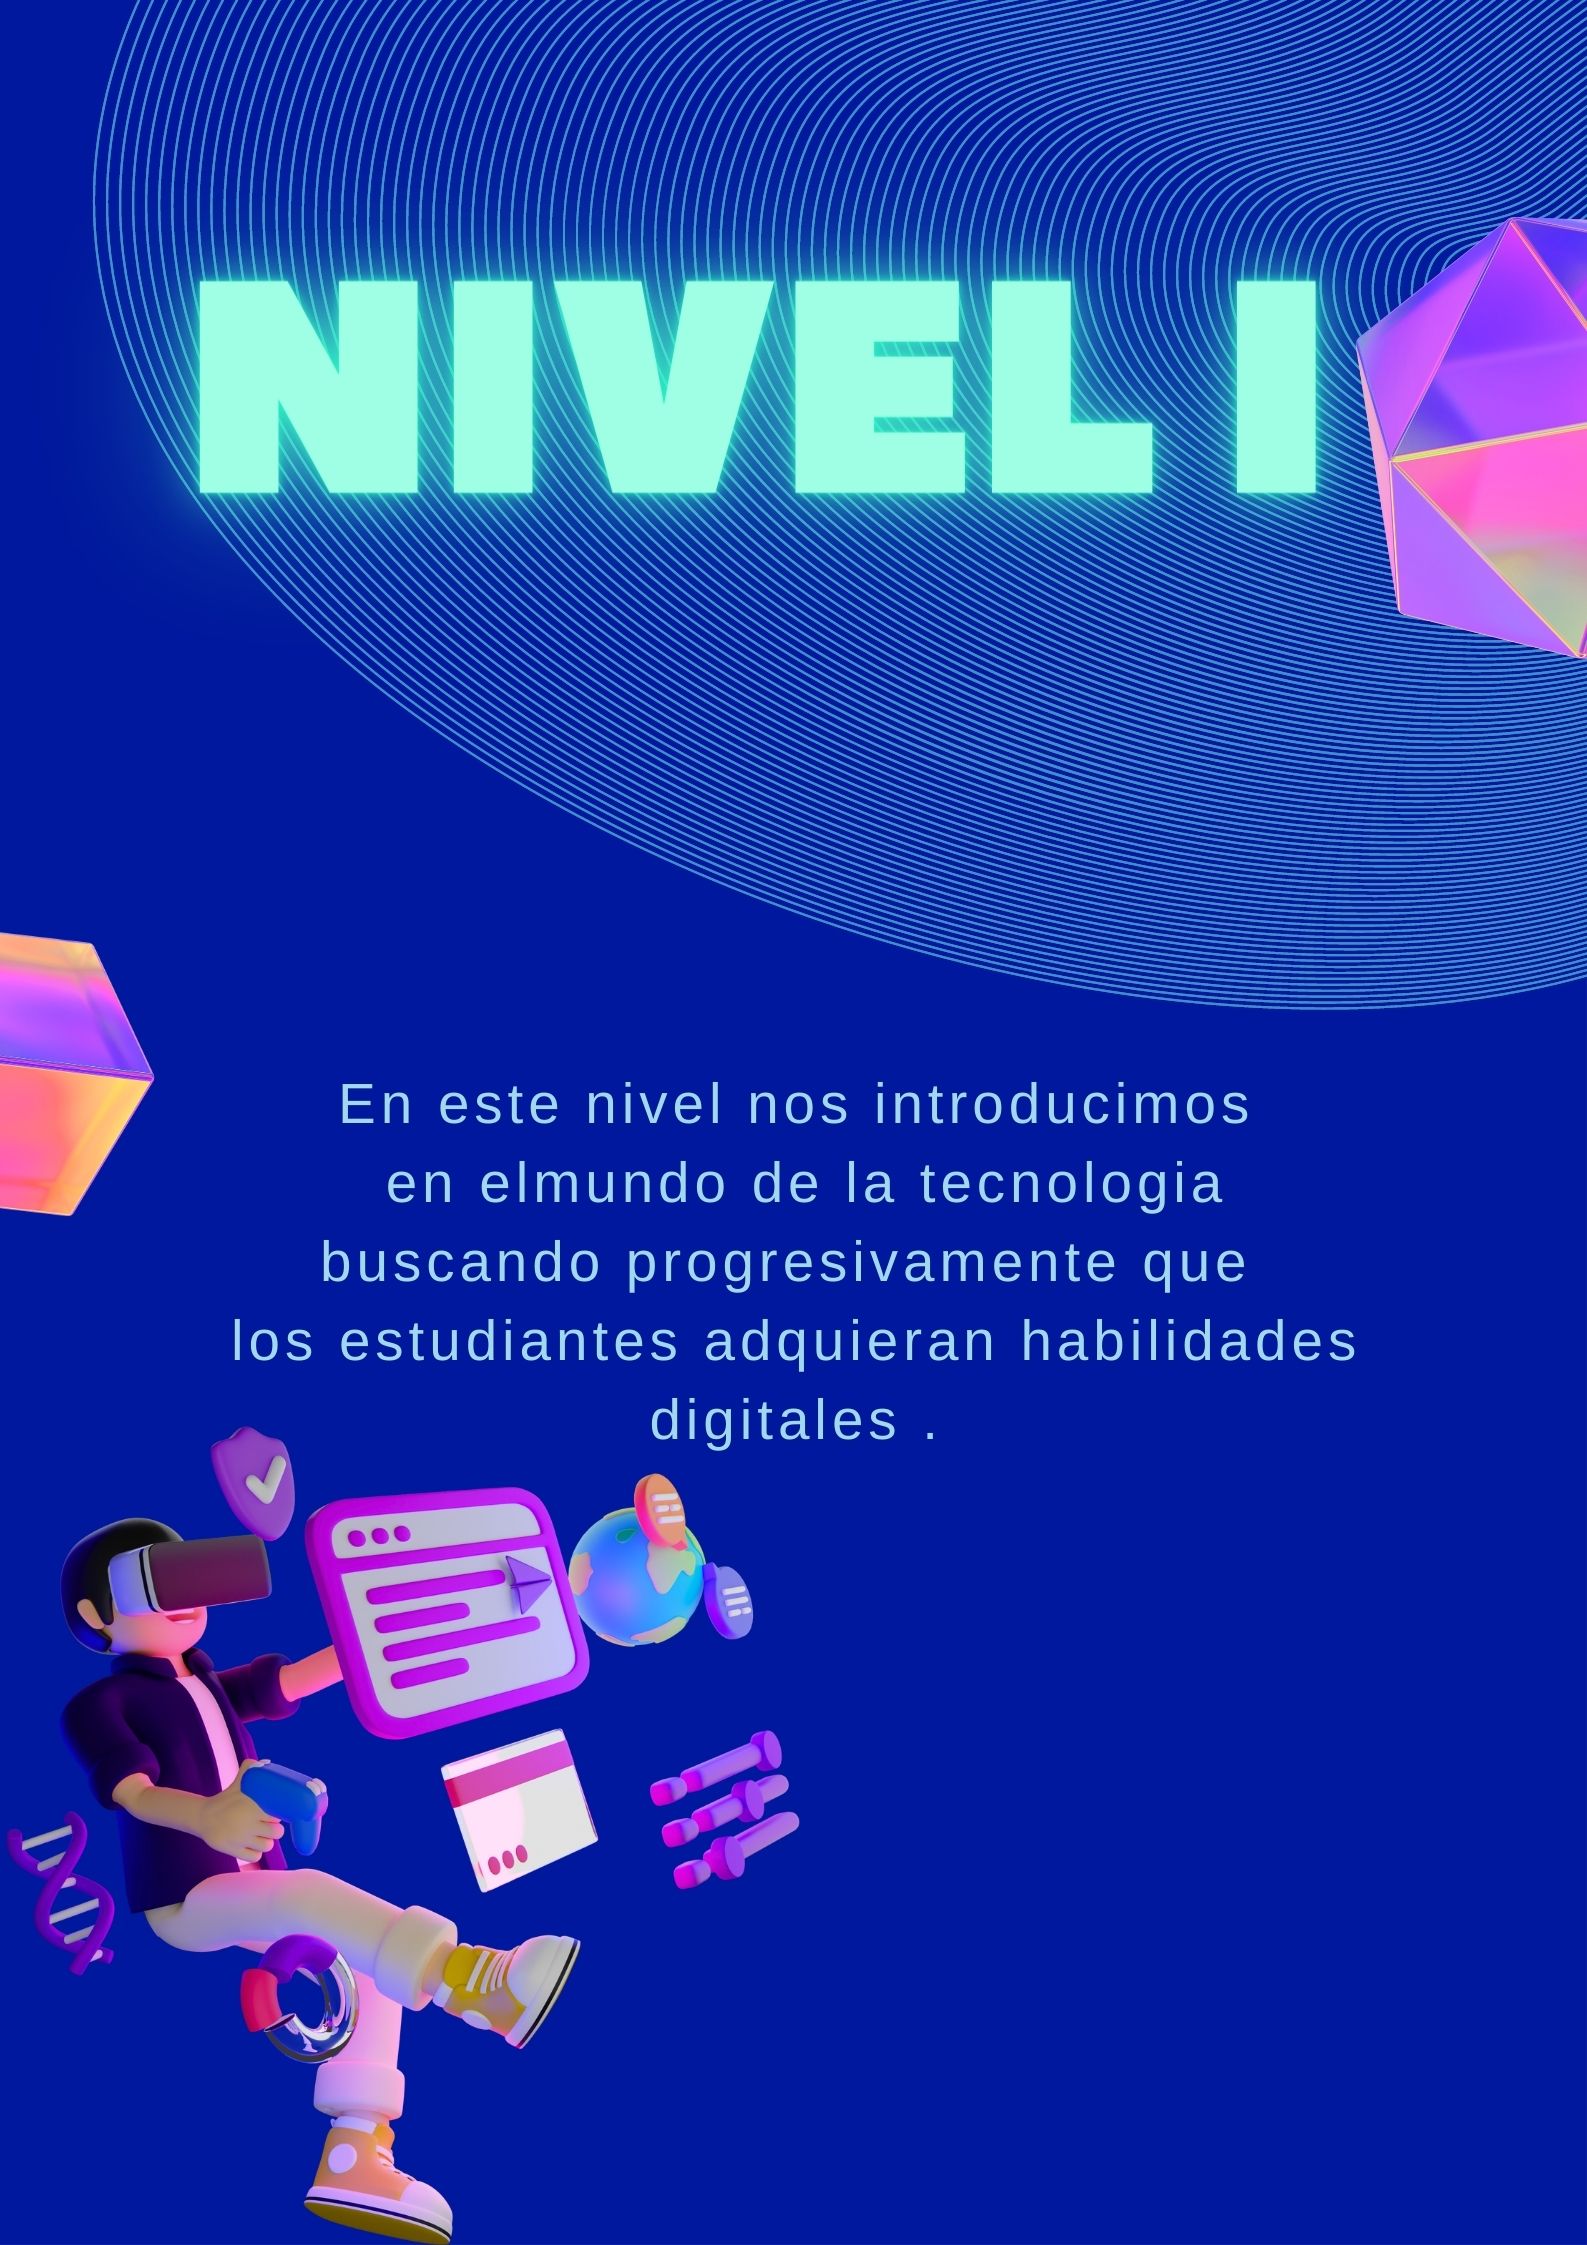 NIVEL I
En este nivel nos introducimos
en elmundo de la tecnologia
buscando progresivamente que
los estudiantes adquieran habilidades
digitales .